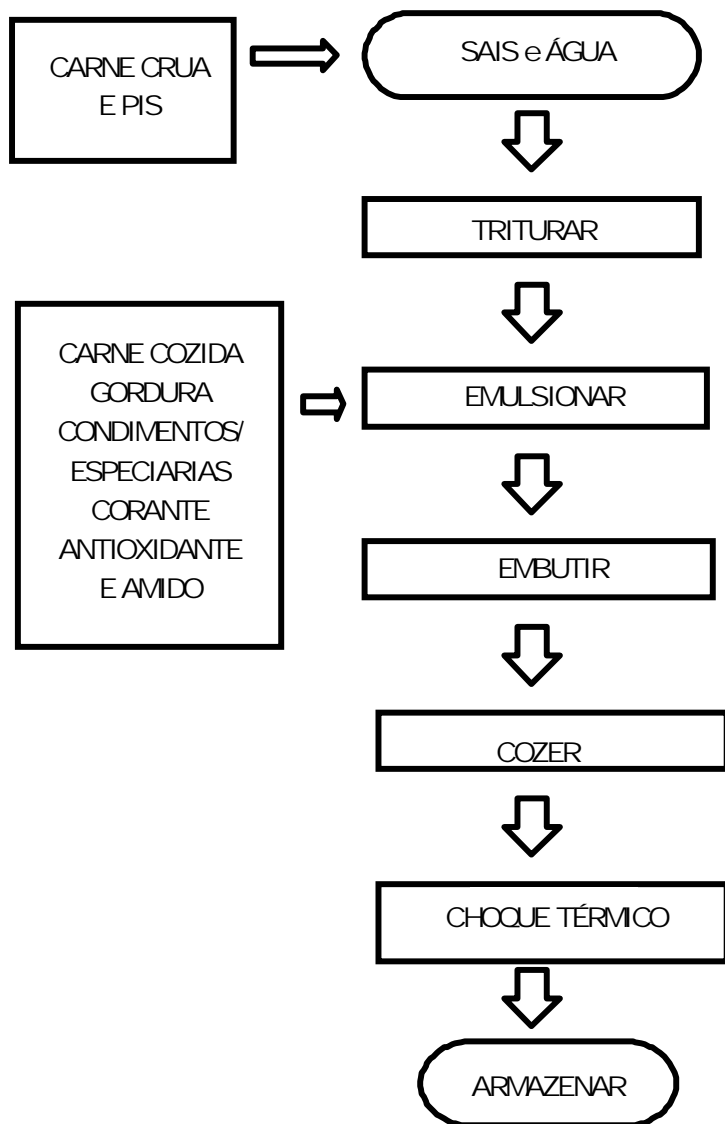 CARNE CRUA
E PIS
SAIS e ÁGUA
TRITURAR
CARNE COZIDA
GORDURA
CONDIMENTOS/
ESPECIARIAS
CORANTE
ANTIOXIDANTE
E AMIDO
EMULSIONAR
EMBUTIR
COZER
CHOQUE TÉRMICO
ARMAZENAR